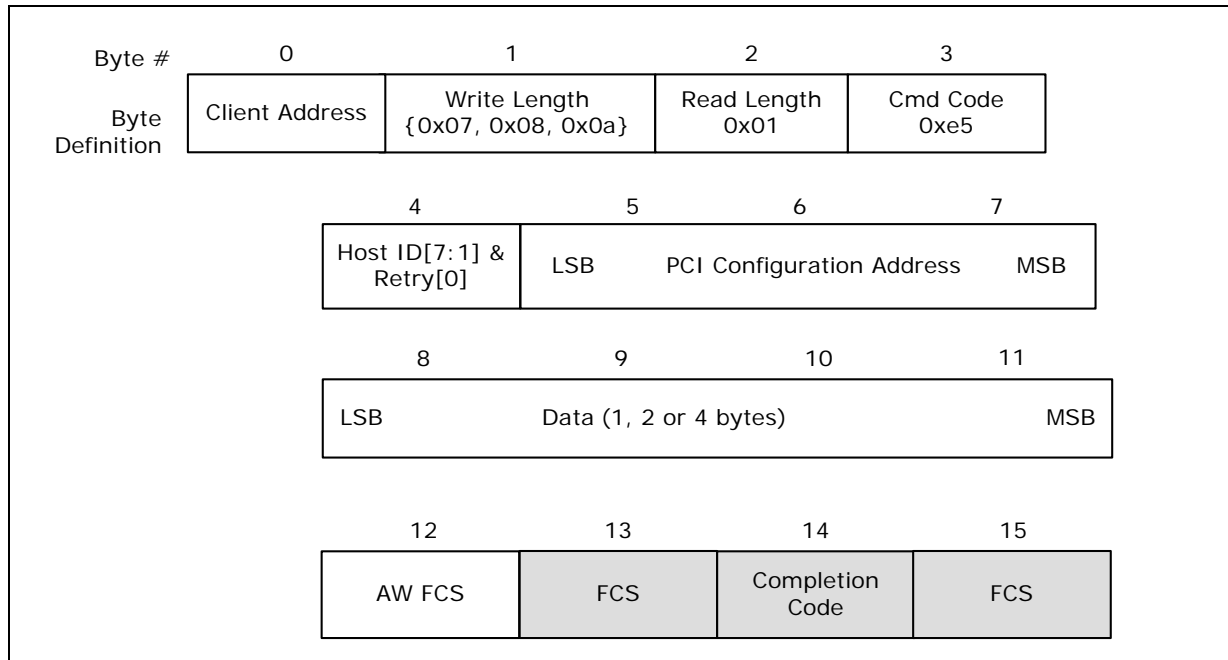 Byte # 0 1 2 3
Byte Definition
Client Address
Write Length
{0x07, 0x08, 0x0a}
Read Length
0x01
Cmd Code
0xe5
4 5 6 7
Host ID[7:1] &
Retry[0]
LSB PCI Configuration Address MSB
8 9 10 11
LSB Data (1, 2 or 4 bytes) MSB
12 13 14 15
AW FCS
FCS
Completion
Code
FCS